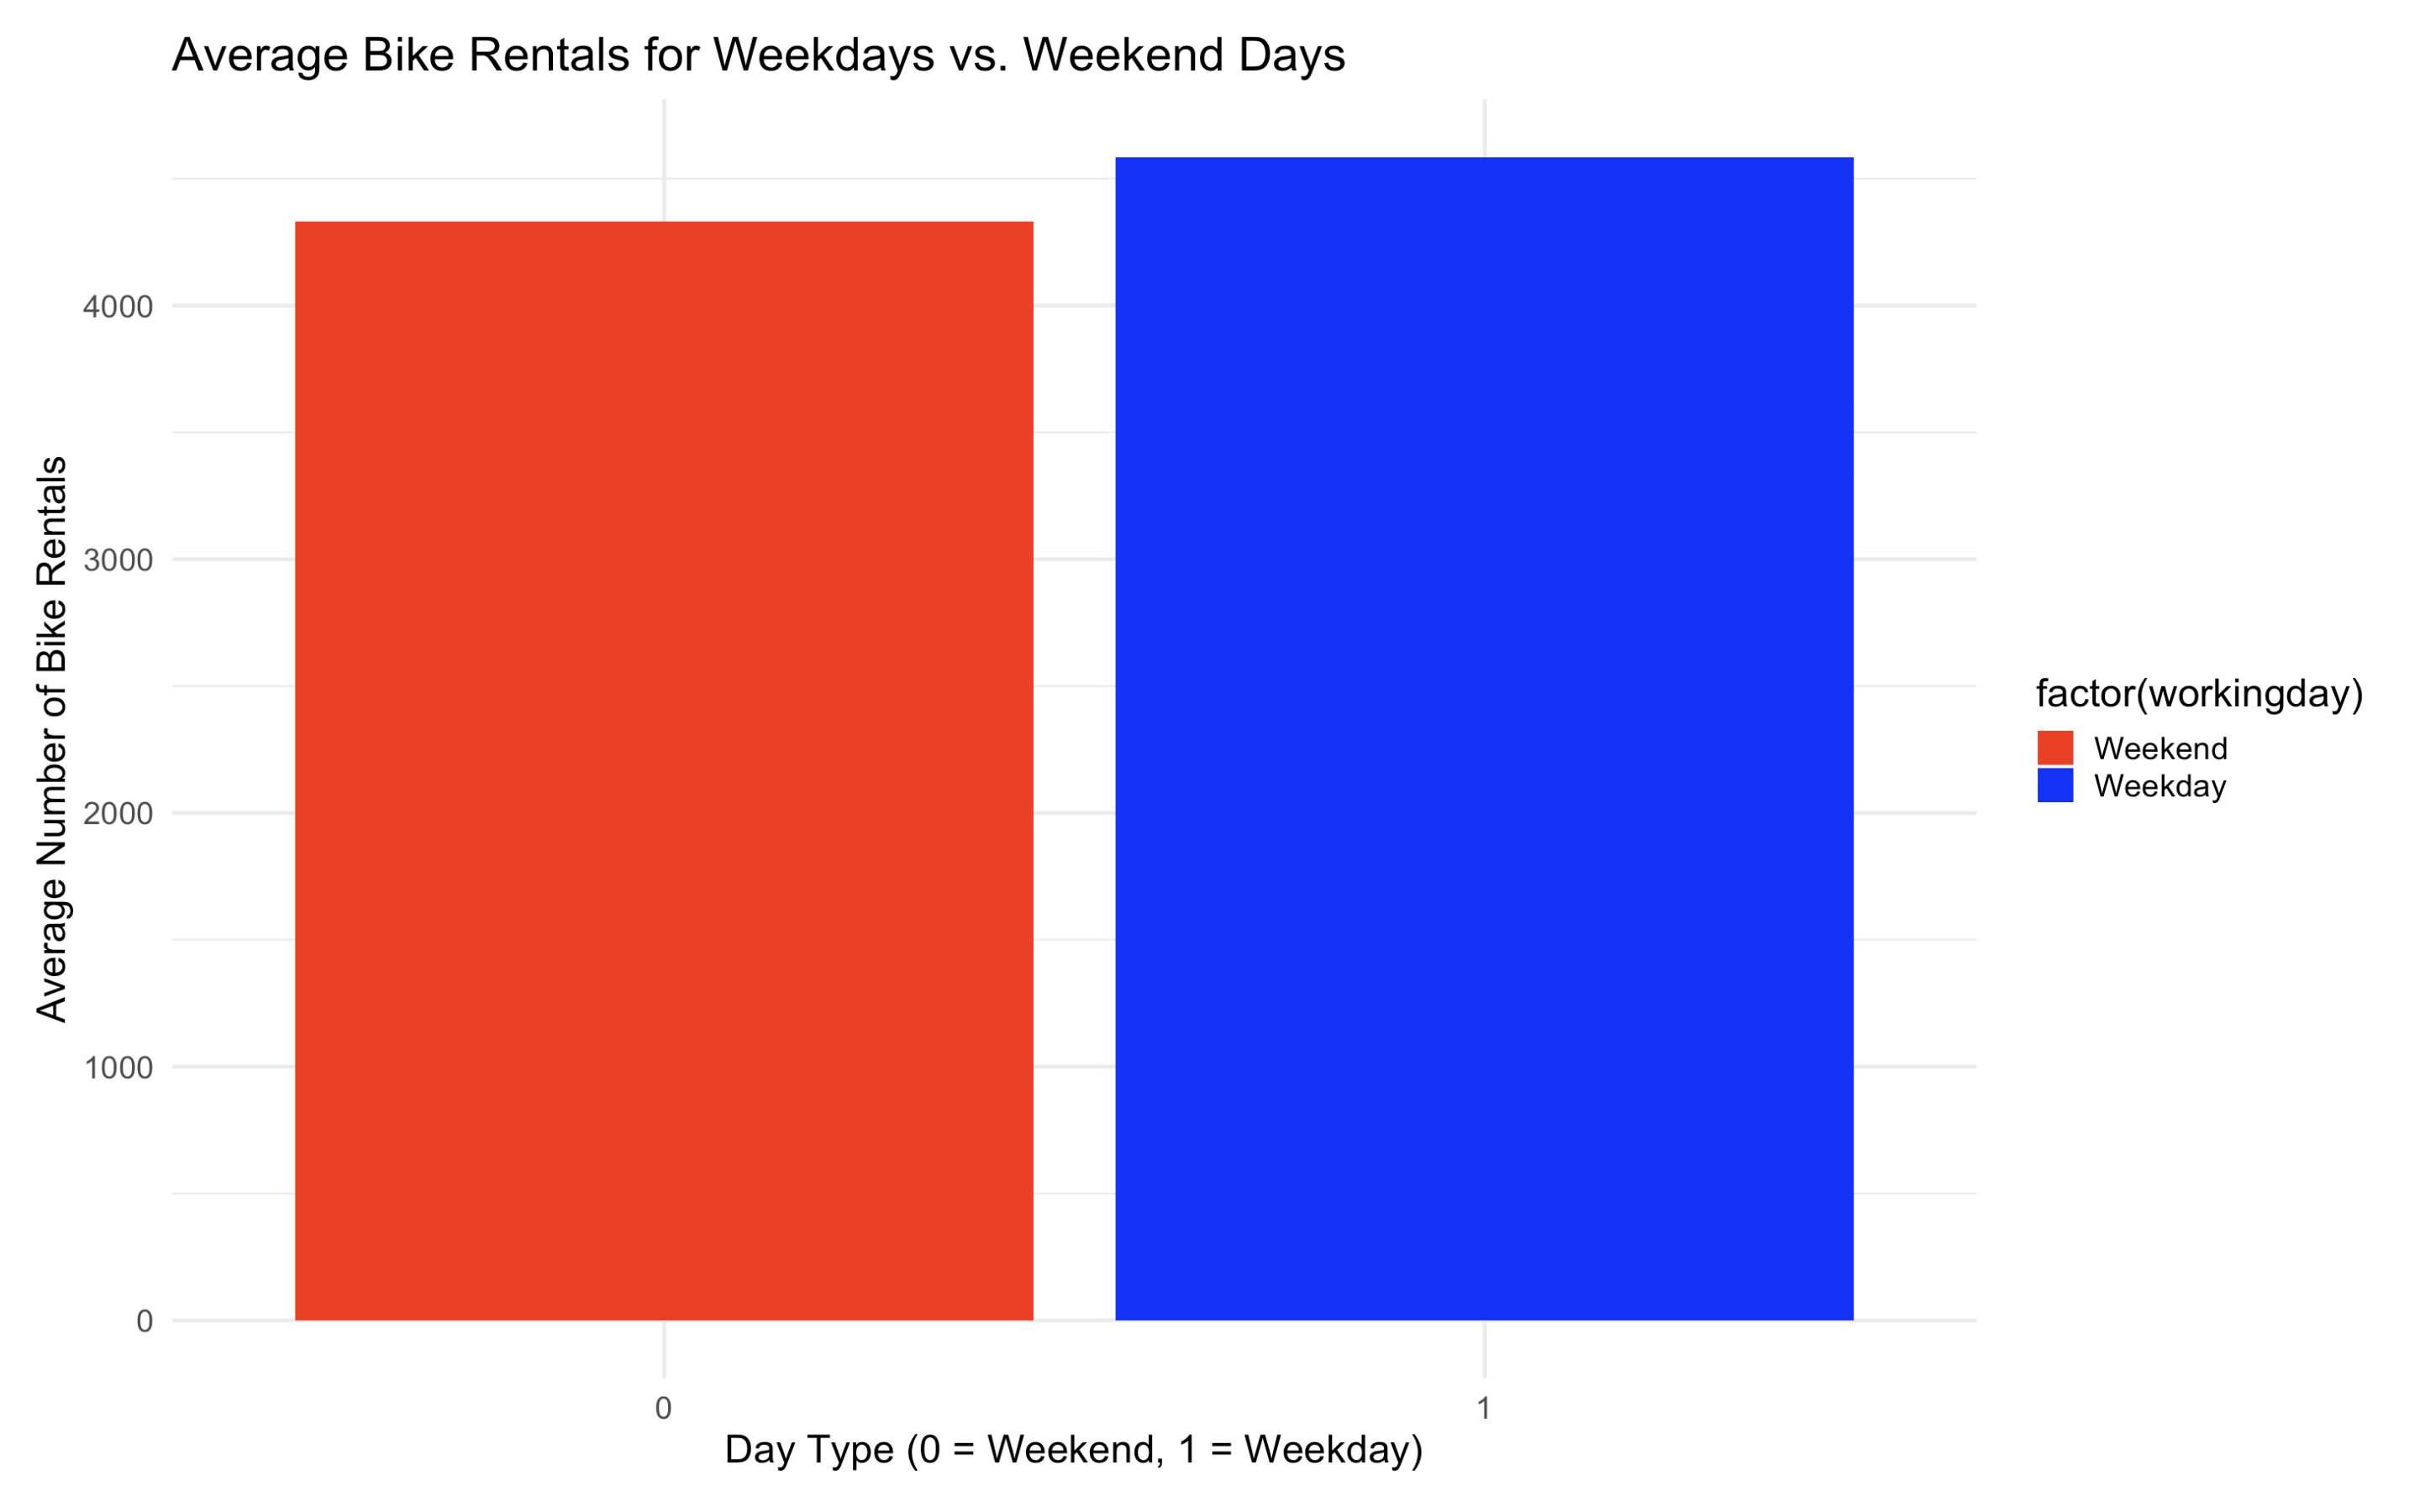 Average Bike Rentals for Weekdays vs. Weekend Days
Average Number of Bike Rentals
4000
3000
2000
1000
0
0
1
Day Type (0 = Weekend, 1 = Weekday)
factor(workingday)
Weekend
Weekday